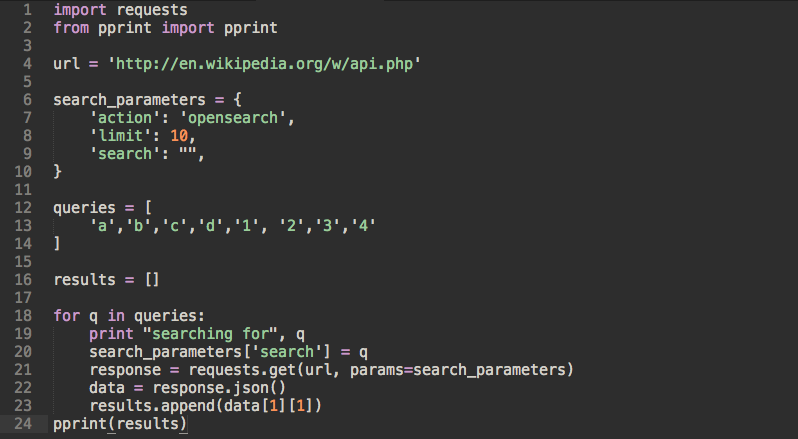 1 import requests
2 from pprint import pprint
3
4 url = 'http://en.wikipedia.org/w/api.php'
5
6 search_parameters = {
7     'action': 'opensearch',
8     'limit': 10,
9     'search': "",
10 }
11
12 queries = [
13     'a','b','c','d','1', '2','3','4'
14 ]
15
16 results = []
17
18 for q in queries:
19     print "searching for", q
20     search_parameters['search'] = q
21     response = requests.get(url, params=search_parameters)
22     data = response.json()
23     results.append(data[1][1])
24 pprint(results)